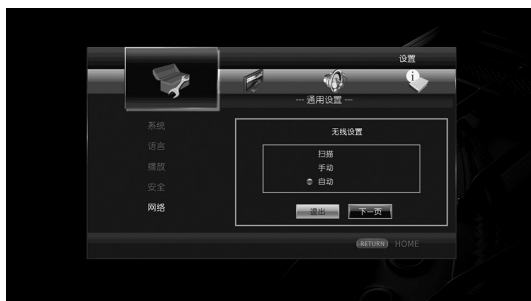 设置
--- 通用设置 ---
系统
语言
播放
安全
网络
无线设置
扫描
手动
自动
退出
下一页
RETURN HOME